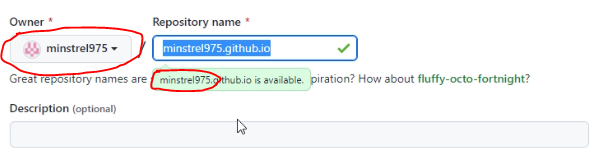 Owner * Repository name *
minstrel975 / minstrel975.github.io
Great repository names are piration? How about fluffy-octo-fortnight?
minstrel975.github.io is available.
Description (optional)